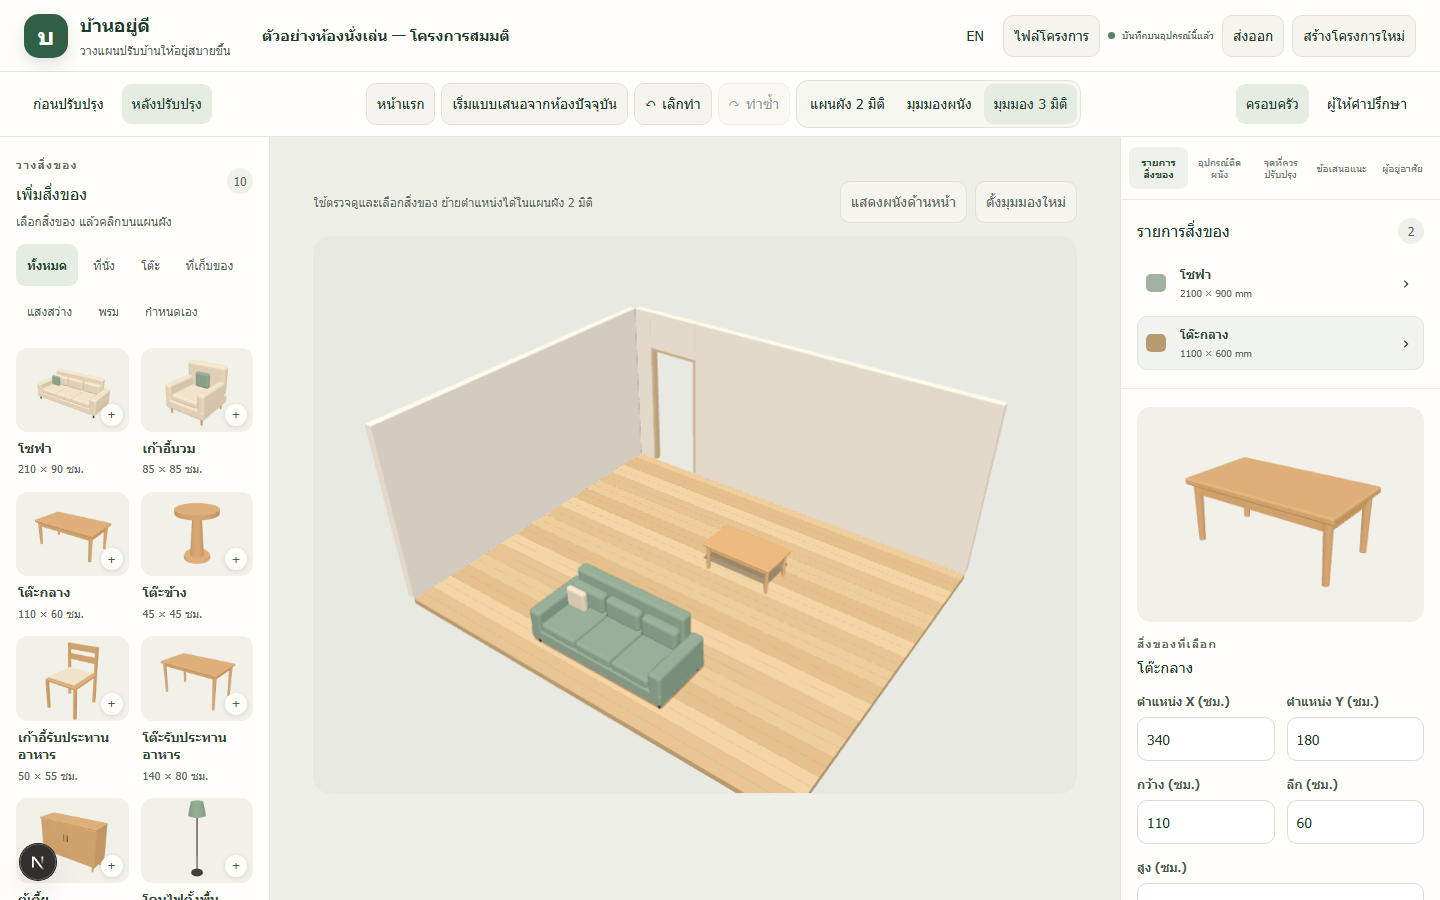 บ
บ้านอยู่ดี
วางแผนปรับบ้านให้อยู่สบายขึ้น
ตัวอย่างห้องนั่งเล่น — โครงการสมมติ
EN
ไฟล์โครงการ
บันทึกบนอุปกรณ์นี้แล้ว
ส่งออก
สร้างโครงการใหม่
ก่อนปรับปรุง
หลังปรับปรุง
หน้าแรก
เริ่มแบบเสนอจากห้องปัจจุบัน
↶ เลิกทำ
↷ ทำซ้ำ
แผนผัง 2 มิติ
มุมมองผนัง
มุมมอง 3 มิติ
ครอบครัว
ผู้ให้คำปรึกษา
วางสิ่งของ
เพิ่มสิ่งของ
10
เลือกสิ่งของ แล้วคลิกบนแผนผัง
ทั้งหมด
ที่นั่ง
โต๊ะ
ที่เก็บของ
แสงสว่าง
พรม
กำหนดเอง
+
+
โซฟา
210 × 90 ซม.
เก้าอี้นวม
85 × 85 ซม.
+
+
โต๊ะกลาง
110 × 60 ซม.
โต๊ะข้าง
45 × 45 ซม.
+
+
เก้าอี้รับประทาน
อาหาร
50 × 55 ซม.
โต๊ะรับประทาน
อาหาร
140 × 80 ซม.
N
+
+
ใช้ตรวจดูและเลือกสิ่งของ ย้ายตำแหน่งได้ในแผนผัง 2 มิติ
แสดงผนังด้านหน้า
ตั้งมุมมองใหม่
รายการ
สิ่งของ
อุปกรณ์ติด
ผนัง
จุดที่ควร
ปรับปรุง
ข้อเสนอแนะ
ผู้อยู่อาศัย
รายการสิ่งของ
2
โซฟา
2100 × 900 mm
›
โต๊ะกลาง
1100 × 600 mm
›
สิ่งของที่เลือก
โต๊ะกลาง
ตำแหน่ง X (ซม.)
340
ตำแหน่ง Y (ซม.)
180
กว้าง (ซม.)
110
ลึก (ซม.)
60
สูง (ซม.)